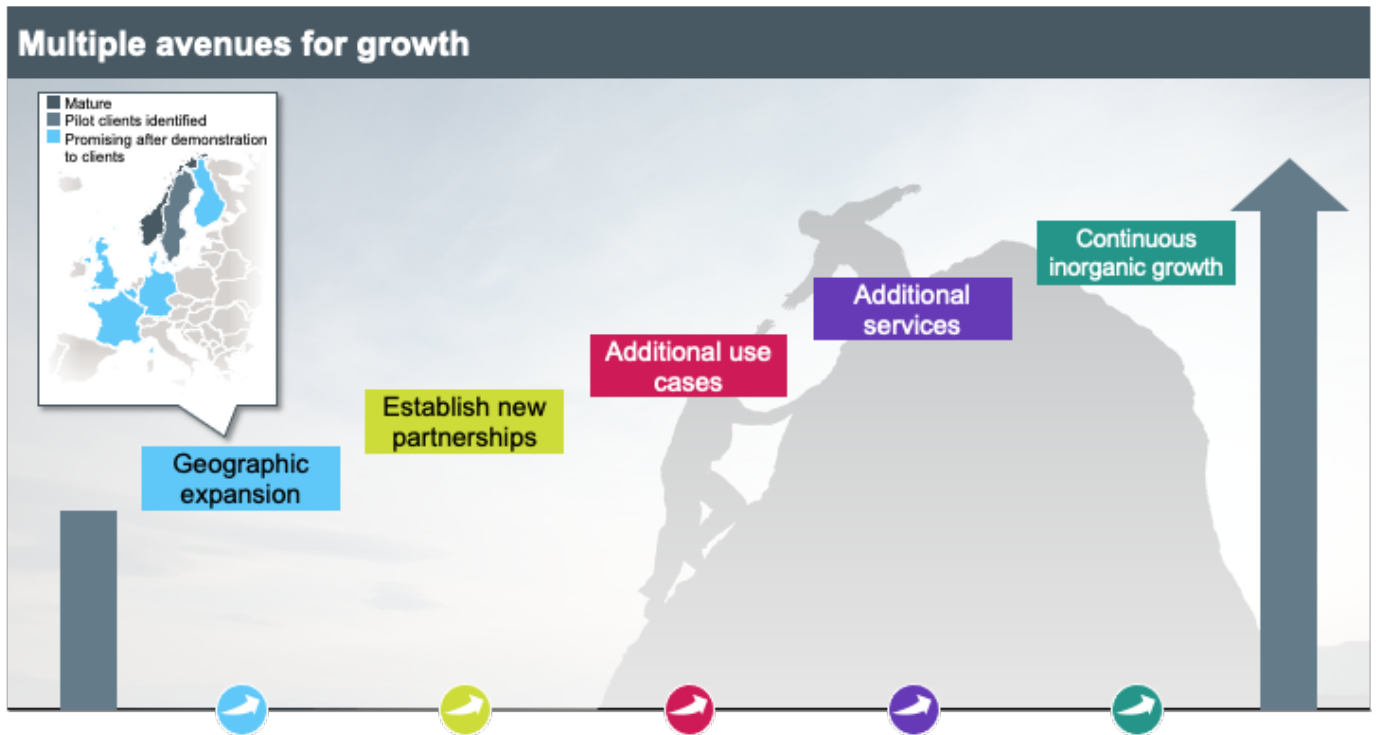 Multiple avenues for growth
Mature
Pilot clients identified
Promising after demonstration
to clients
Geographic
expansion
Establish new
partnerships
Additional use
cases
Additional
services
Continuous
inorganic growth